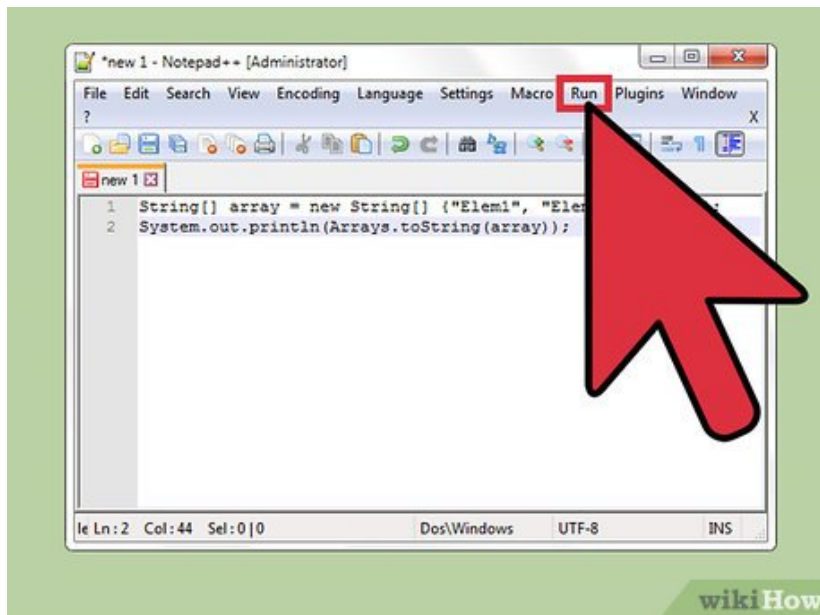 *new 1 - Notepad++ [Administrator]
File Edit Search View Encoding Language Settings Macro Run Plugins Window
? X
new 1
1 String[] array = new String[] {"Elem1", "Ele
2 System.out.println(Arrays.toString(array));
le Ln:2 Col:44 Sel:0|0 Dos\Windows UTF-8 INS
wikiHow